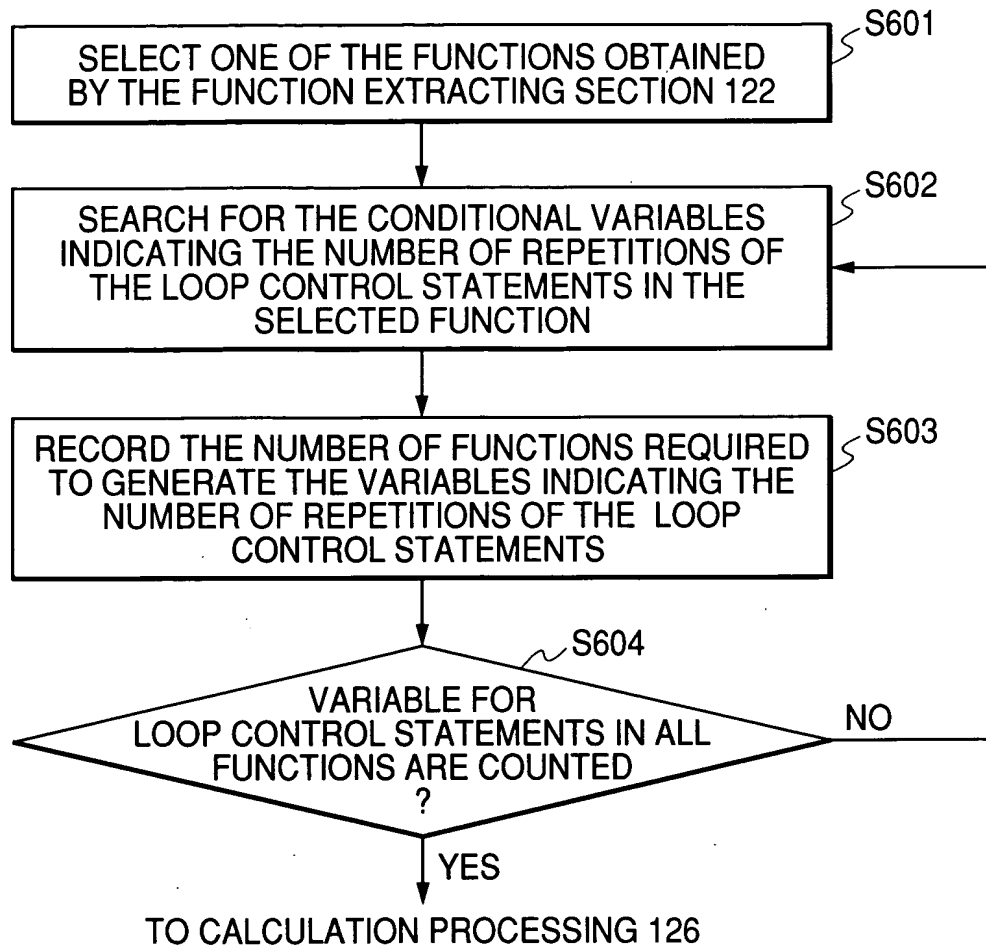 S601
SELECT ONE OF THE FUNCTIONS OBTAINED
BY THE FUNCTION EXTRACTING SECTION 122
S602
SEARCH FOR THE CONDITIONAL VARIABLES
INDICATING THE NUMBER OF REPETITIONS OF
THE LOOP CONTROL STATEMENTS IN THE
SELECTED FUNCTION
S603
RECORD THE NUMBER OF FUNCTIONS REQUIRED
TO GENERATE THE VARIABLES INDICATING THE
NUMBER OF REPETITIONS OF THE LOOP
CONTROL STATEMENTS
S604
VARIABLE FOR
LOOP CONTROL STATEMENTS IN ALL
FUNCTIONS ARE COUNTED
?
NO
YES
TO CALCULATION PROCESSING 126